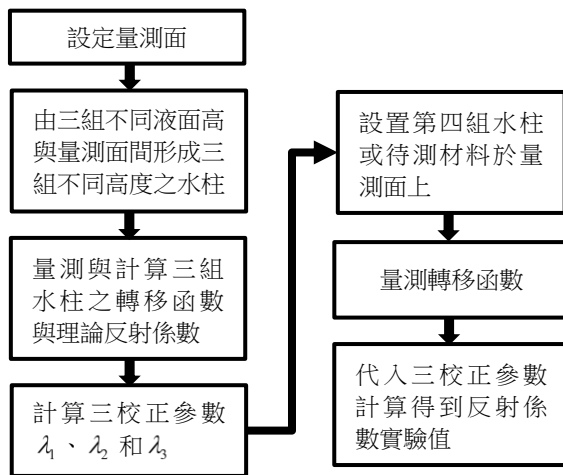 設定量測面
由三組不同液面高
與量測面間形成三
組不同高度之水柱
量測與計算三組
水柱之轉移函數
與理論反射係數
計算三校正參數
λ₁、λ₂ 和 λ₃
設置第四組水柱
或待測材料於量
測面上
量測轉移函數
代入三校正參數
計算得到反射係
數實驗值